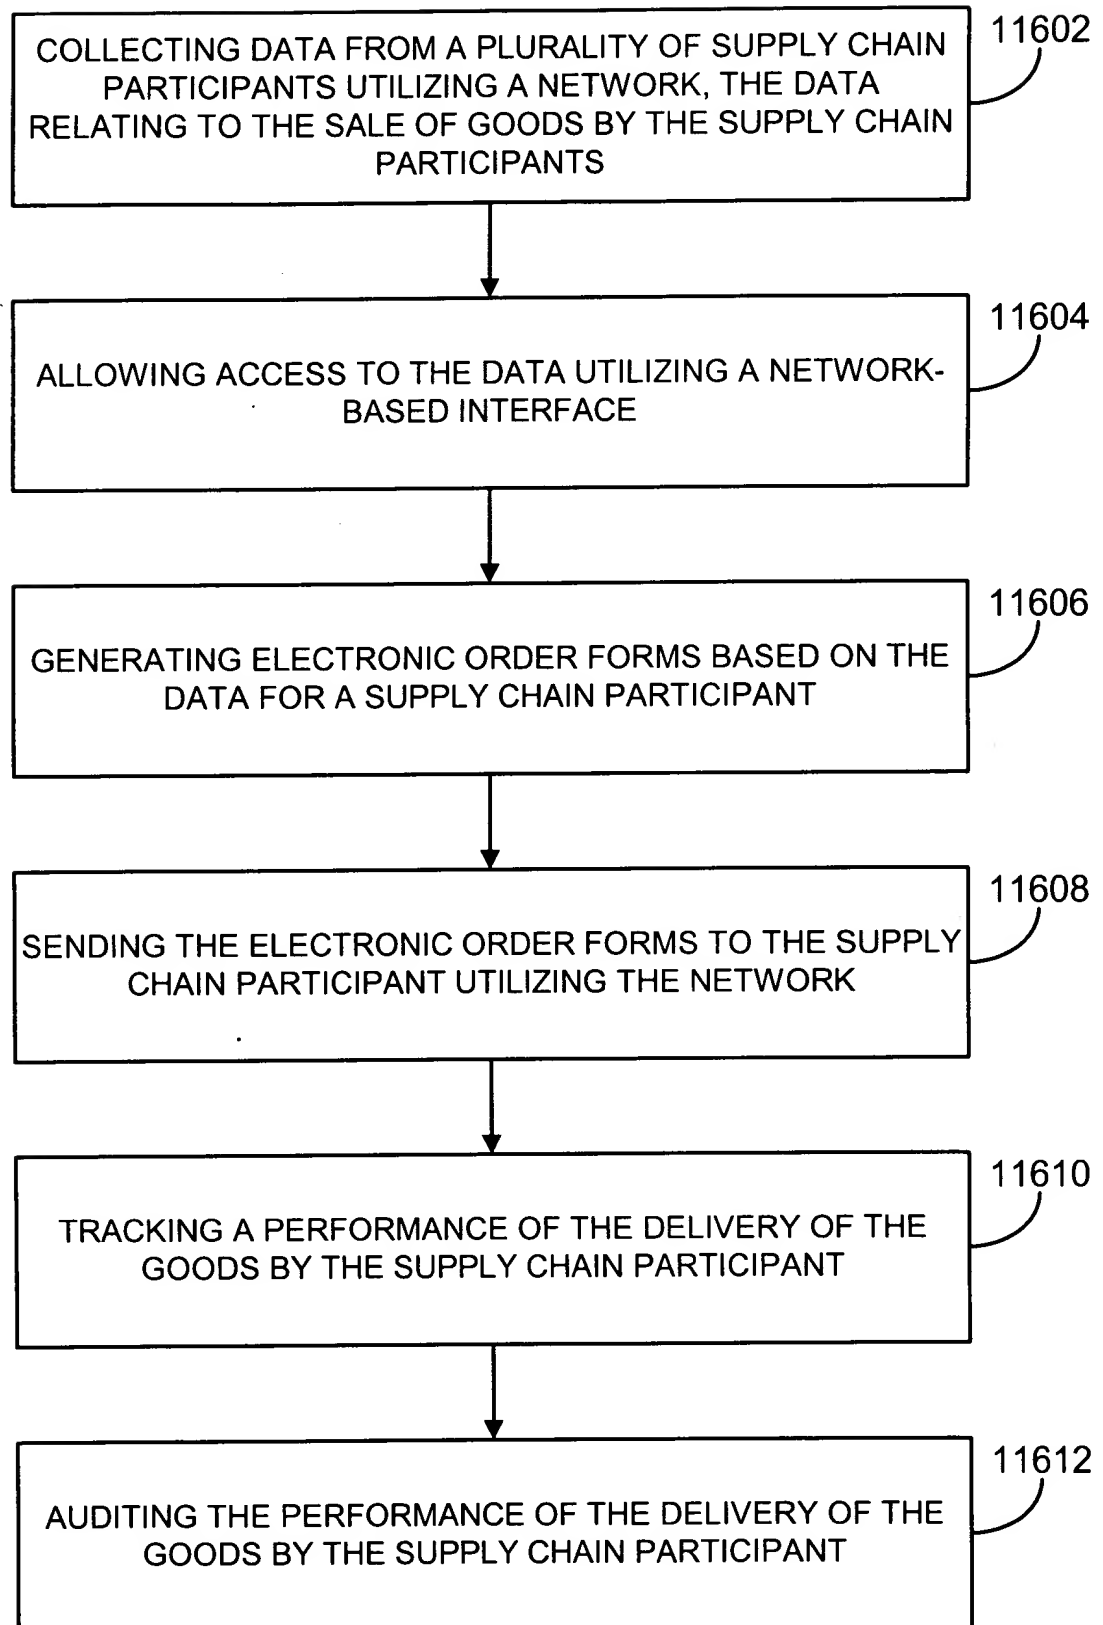 11602
COLLECTING DATA FROM A PLURALITY OF SUPPLY CHAIN
PARTICIPANTS UTILIZING A NETWORK, THE DATA
RELATING TO THE SALE OF GOODS BY THE SUPPLY CHAIN
PARTICIPANTS
11604
ALLOWING ACCESS TO THE DATA UTILIZING A NETWORK-
BASED INTERFACE
11606
GENERATING ELECTRONIC ORDER FORMS BASED ON THE
DATA FOR A SUPPLY CHAIN PARTICIPANT
11608
SENDING THE ELECTRONIC ORDER FORMS TO THE SUPPLY
CHAIN PARTICIPANT UTILIZING THE NETWORK
11610
TRACKING A PERFORMANCE OF THE DELIVERY OF THE
GOODS BY THE SUPPLY CHAIN PARTICIPANT
11612
AUDITING THE PERFORMANCE OF THE DELIVERY OF THE
GOODS BY THE SUPPLY CHAIN PARTICIPANT